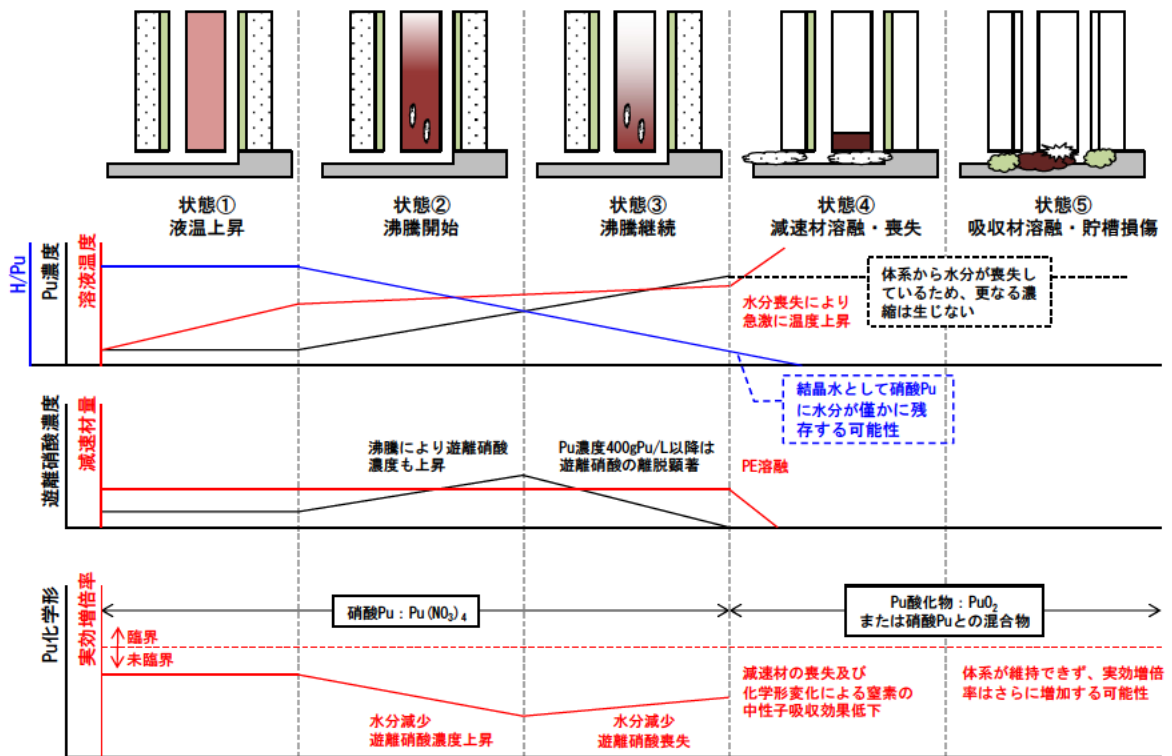 状態①
液温上昇
状態②
沸騰開始
状態③
沸騰継続
状態④
減速材溶融・喪失
状態⑤
吸収材溶融・貯槽損傷
H/Pu
Pu濃度
溶液温度
水分喪失により
急激に温度上昇
体系から水分が喪失し
ているため、更なる濃
縮は生じない
結晶水として硝酸Pu
に水分が僅かに残
存する可能性
遊離硝酸濃度
減速材量
沸騰により遊離硝酸
濃度も上昇
Pu濃度400gPu/L以降は
遊離硝酸の離脱顕著
PE溶融
Pu化学形
実効増倍率
硝酸Pu：Pu(NO₃)₄
Pu酸化物：PuO₂
または硝酸Puとの混合物
臨界
未臨界
水分減少
遊離硝酸濃度上昇
水分減少
遊離硝酸喪失
減速材の喪失及び
化学形変化による窒素の
中性子吸収効果低下
体系が維持できず、実効増倍
率はさらに増加する可能性